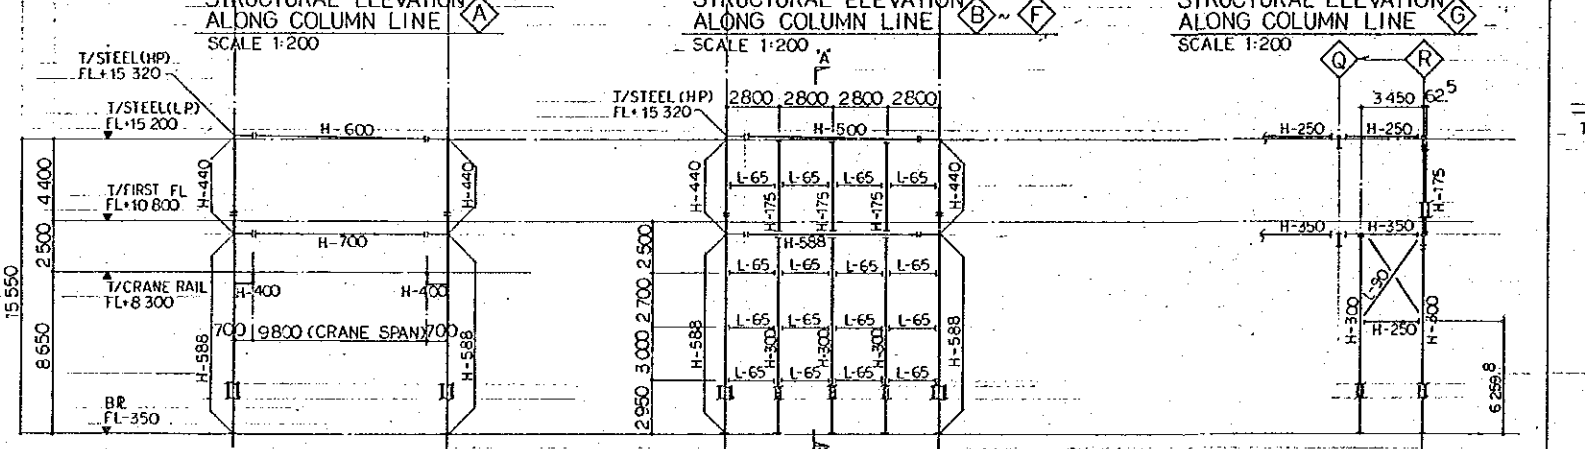 STRUCTURAL ELEVATION
ALONG COLUMN LINE A
SCALE 1:200
STRUCTURAL ELEVATION
ALONG COLUMN LINE B ~ F
SCALE 1:200
STRUCTURAL ELEVATION
ALONG COLUMN LINE G
SCALE 1:200
T/STEEL(HP)
FL+15 320
T/STEEL(LP)
FL+15 200
T/FIRST FL
FL+10 800
T/CRANE RAIL
FL+8 300
BR
FL-350
15 550
4 400
2 500
8 650
H-600
H-440
H-440
H-700
H-400
H-400
700 9800 (CRANE SPAN) 700
H-588
H-588
T/STEEL(HP)
FL+15 320
'A'
2800 2800 2800 2800
H-500
H-440
L-65 L-65 L-65 L-65
H-175 H-175 H-175
H-440
H-588
2 500
2 700
3 000
2 950
L-65 L-65 L-65 L-65
L-65 L-65 L-65 L-65
H-588
H-300 H-300 H-300
H-588
L-65 L-65 L-65 L-65
Q
R
3 450 62.5
H-250 H-250
H-175
H-350 H-350
L-90
H-300
H-250
H-300
6 259.8